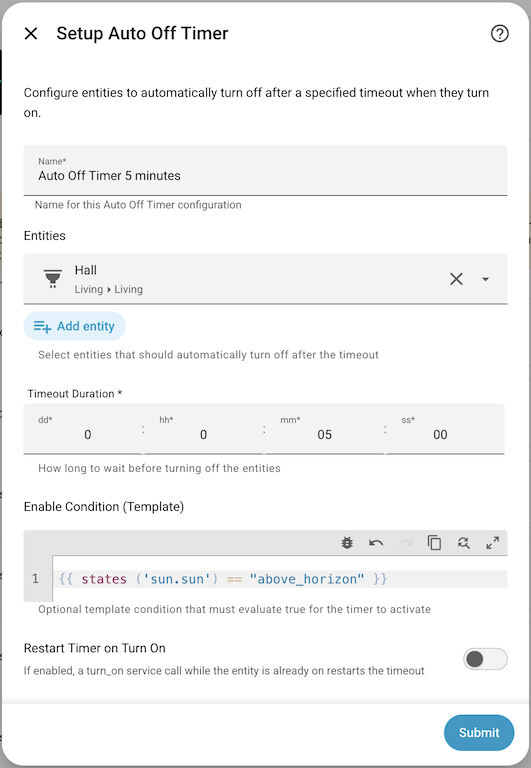 Setup Auto Off Timer
Configure entities to automatically turn off after a specified timeout when they turn
on.
Name*
Auto Off Timer 5 minutes
Name for this Auto Off Timer configuration
Entities
Hall
Living ▸ Living
Add entity
Select entities that should automatically turn off after the timeout
Timeout Duration *
dd* hh* mm* ss*
0 : 0 : 05 : 00
How long to wait before turning off the entities
Enable Condition (Template)
1 {{ states ('sun.sun') == "above_horizon" }}
Optional template condition that must evaluate true for the timer to activate
Restart Timer on Turn On
If enabled, a turn_on service call while the entity is already on restarts the timeout
Submit